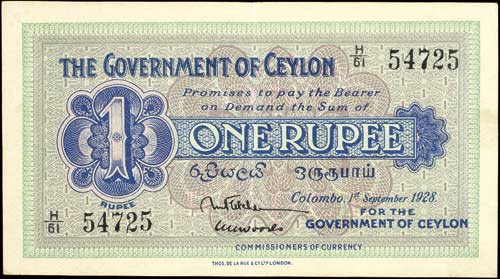 H/61 54725
THE GOVERNMENT OF CEYLON
Promises to pay the Bearer
on Demand the Sum of
1
ONE RUPEE
රුපියලයි ஒருரூபாய்
RUPEE
Colombo, 1st September 1928.
H/61 54725
FOR THE
GOVERNMENT OF CEYLON
COMMISSIONERS OF CURRENCY
THOS. DE LA RUE & CO. LTD. LONDON.